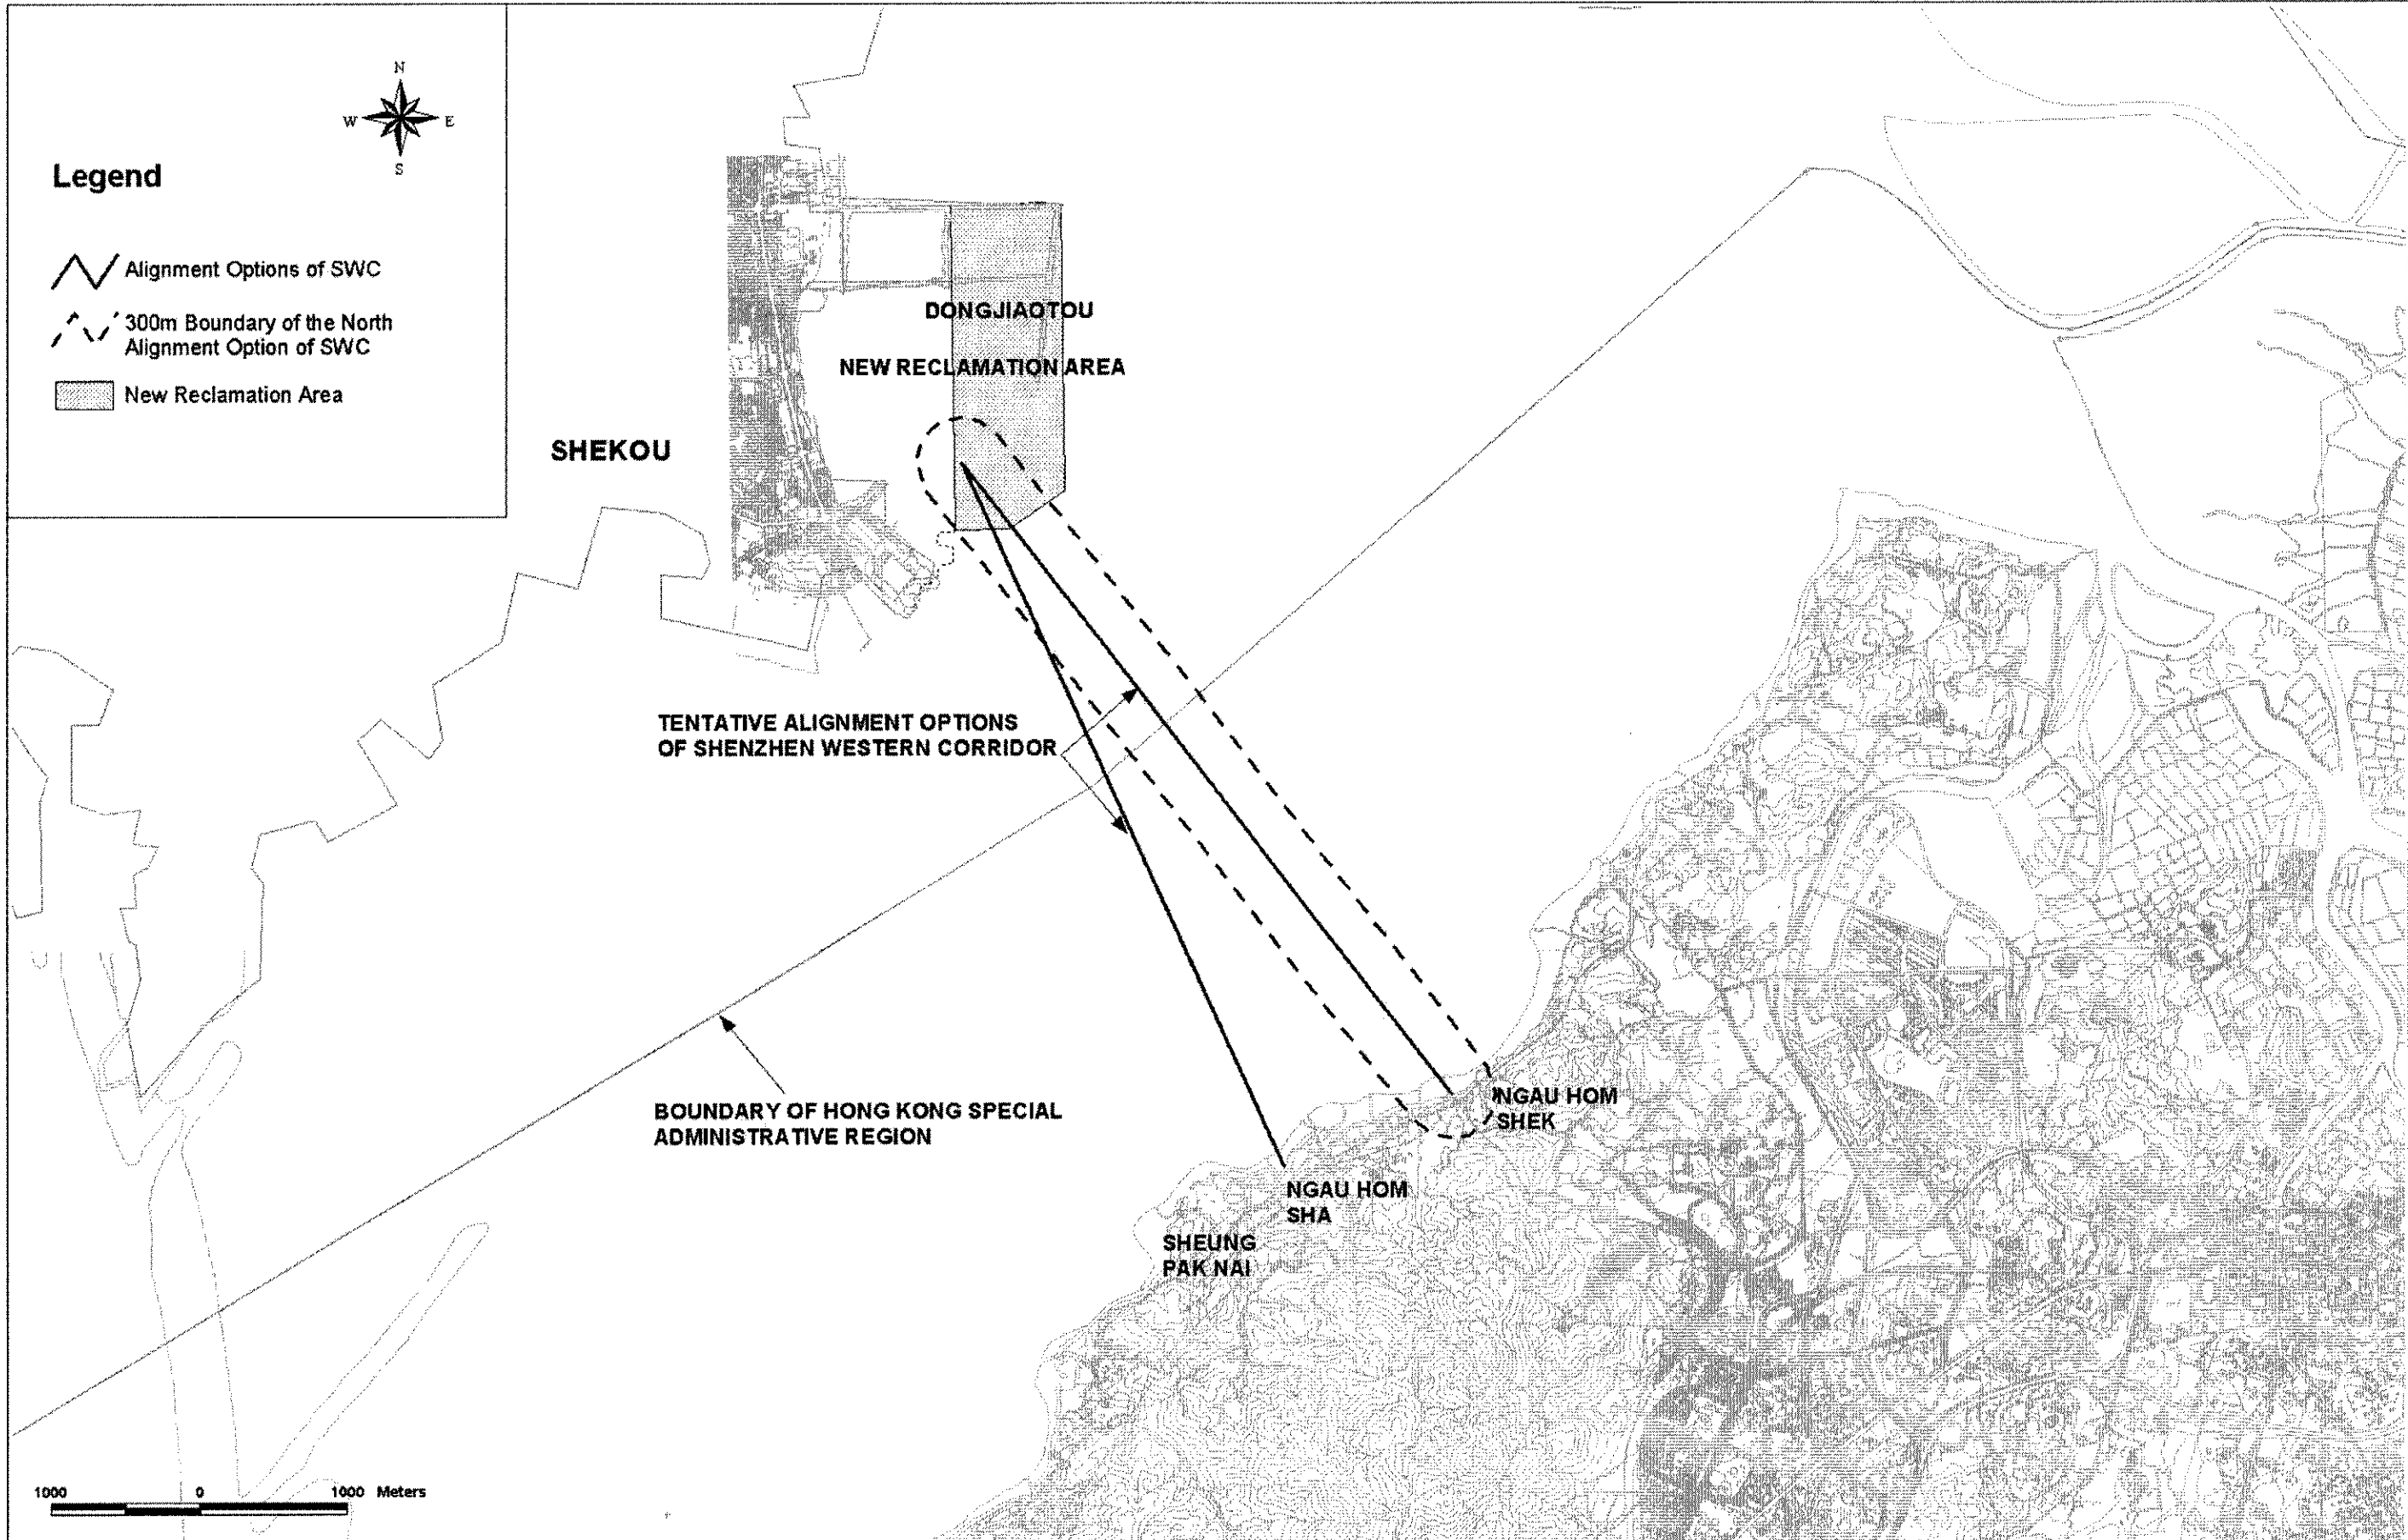 N
W
E
S
Legend
Alignment Options of SWC
300m Boundary of the North
Alignment Option of SWC
New Reclamation Area
DONGJIAOTOU
NEW RECLAMATION AREA
SHEKOU
TENTATIVE ALIGNMENT OPTIONS
OF SHENZHEN WESTERN CORRIDOR
BOUNDARY OF HONG KONG SPECIAL
ADMINISTRATIVE REGION
NGAU HOM
SHEK
NGAU HOM
SHA
SHEUNG
PAK NAI
1000 0 1000 Meters